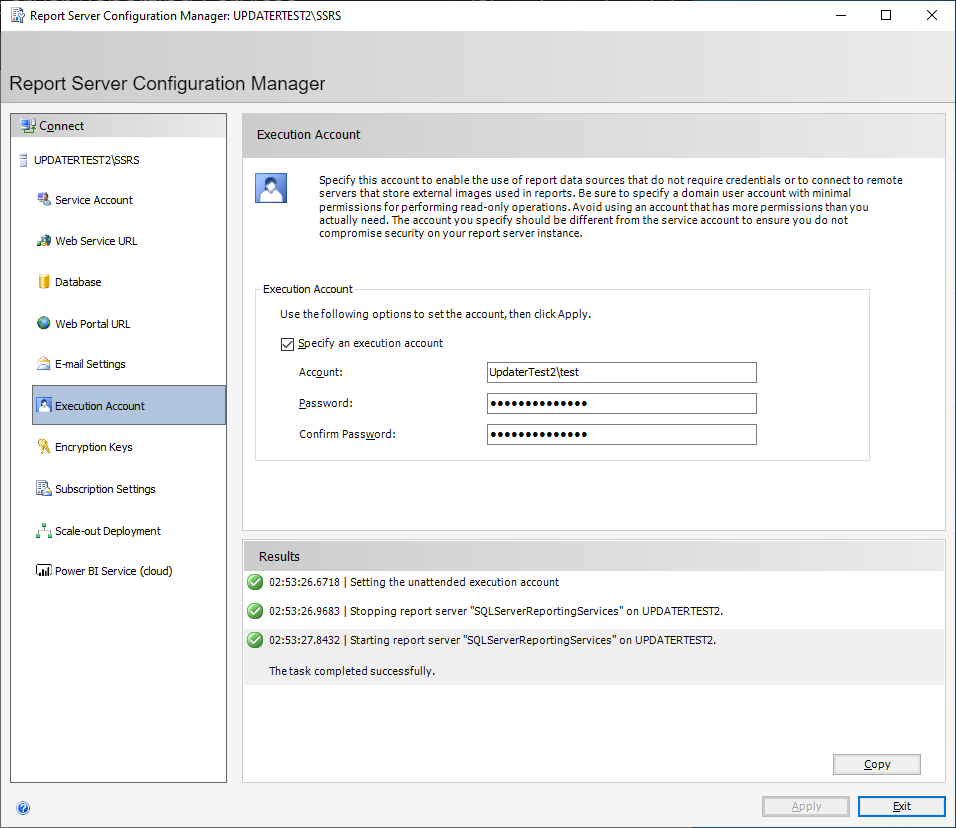 Report Server Configuration Manager: UPDATERTEST2\SSRS
Report Server Configuration Manager
Connect
UPDATERTEST2\SSRS
Service Account
Web Service URL
Database
Web Portal URL
E-mail Settings
Execution Account
Encryption Keys
Subscription Settings
Scale-out Deployment
Power BI Service (cloud)
Execution Account
Specify this account to enable the use of report data sources that do not require credentials or to connect to remote
servers that store external images used in reports. Be sure to specify a domain user account with minimal
permissions for performing read-only operations. Avoid using an account that has more permissions than you
actually need. The account you specify should be different from the service account to ensure you do not
compromise security on your report server instance.
Execution Account
Use the following options to set the account, then click Apply.
Specify an execution account
Account:
UpdaterTest2\test
Password:
●●●●●●●●●●●●●●
Confirm Password:
●●●●●●●●●●●●●●
Results
02:53:26.6718 | Setting the unattended execution account
02:53:26.9683 | Stopping report server "SQLServerReportingServices" on UPDATERTEST2.
02:53:27.8432 | Starting report server "SQLServerReportingServices" on UPDATERTEST2.
The task completed successfully.
Copy
?
Apply
Exit